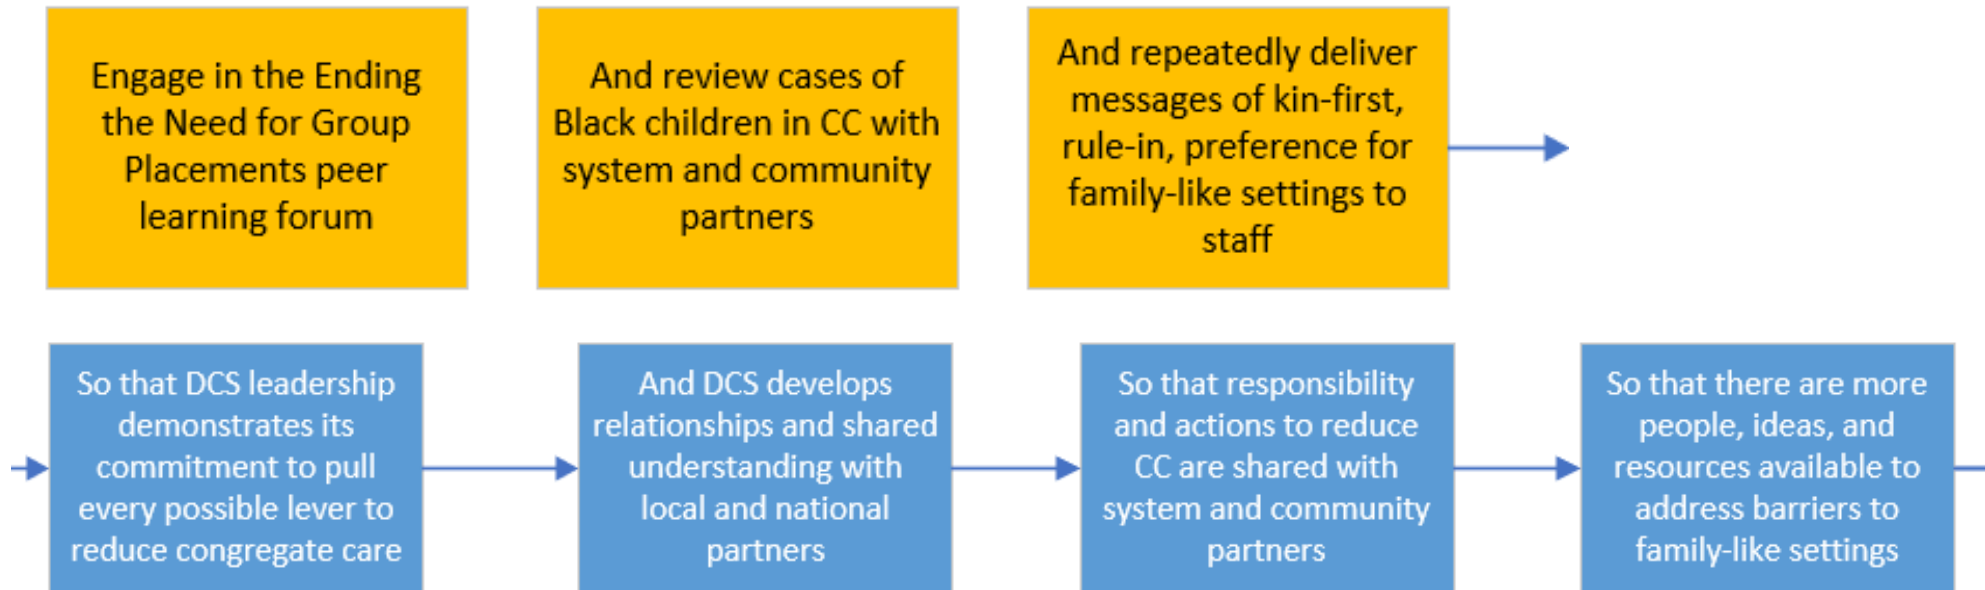 Engage in the Ending
the Need for Group
Placements peer
learning forum
And review cases of
Black children in CC with
system and community
partners
And repeatedly deliver
messages of kin-first,
rule-in, preference for
family-like settings to
staff
So that DCS leadership
demonstrates its
commitment to pull
every possible lever to
reduce congregate care
And DCS develops
relationships and shared
understanding with
local and national
partners
So that responsibility
and actions to reduce
CC are shared with
system and community
partners
So that there are more
people, ideas, and
resources available to
address barriers to
family-like settings